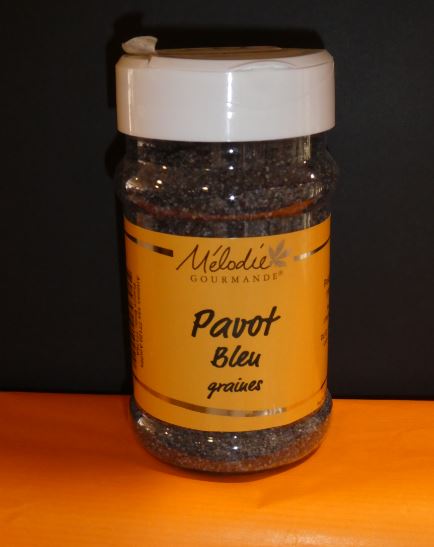 Mélodie
GOURMANDE®
Pavot
Bleu
graines